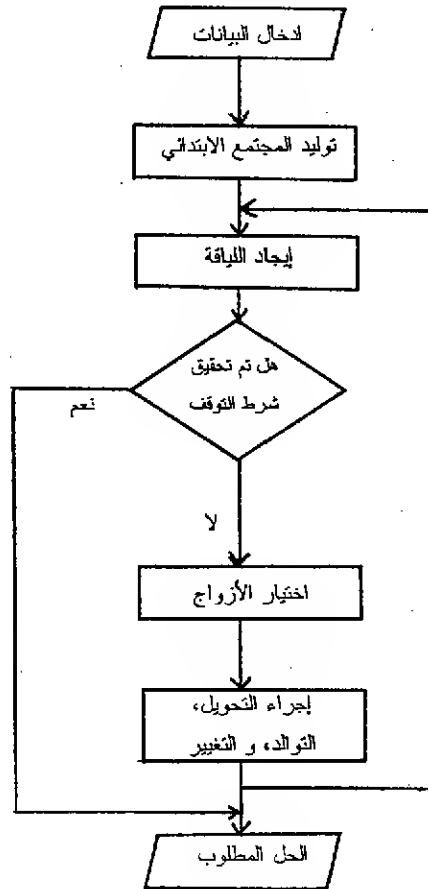 ادخال البيانات
توليد المجتمع الابتدائي
إيجاد اللياقة
هل تم تحقيق
شرط التوقف
نعم
لا
اختيار الأزواج
إجراء التحويل،
التوالد، و التغيير
الحل المطلوب